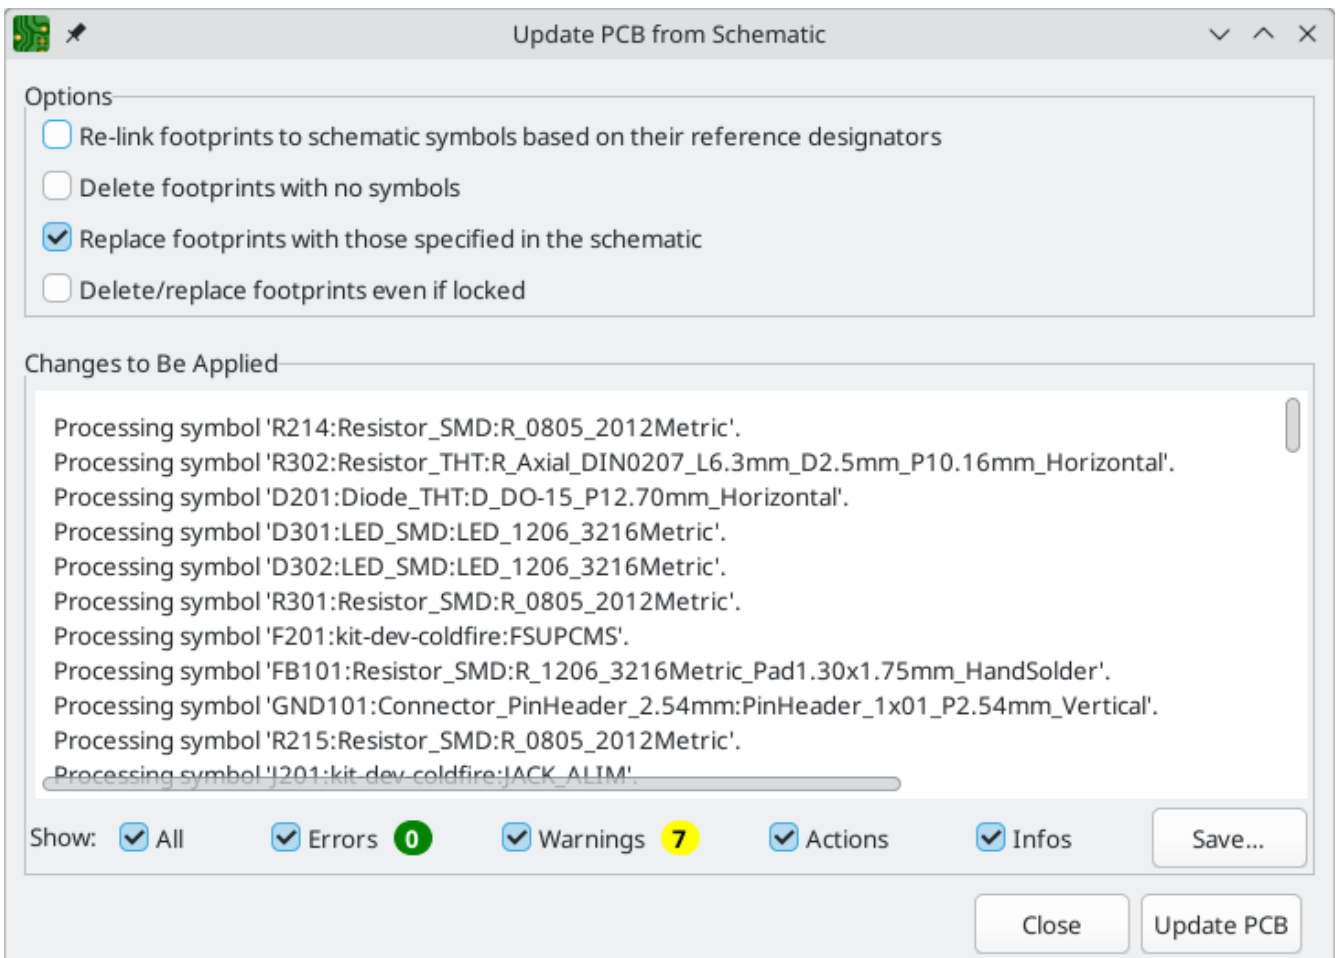 Update PCB from Schematic
Options
Re-link footprints to schematic symbols based on their reference designators
Delete footprints with no symbols
Replace footprints with those specified in the schematic
Delete/replace footprints even if locked
Changes to Be Applied
Processing symbol 'R214:Resistor_SMD:R_0805_2012Metric'.
Processing symbol 'R302:Resistor_THT:R_Axial_DIN0207_L6.3mm_D2.5mm_P10.16mm_Horizontal'.
Processing symbol 'D201:Diode_THT:D_DO-15_P12.70mm_Horizontal'.
Processing symbol 'D301:LED_SMD:LED_1206_3216Metric'.
Processing symbol 'D302:LED_SMD:LED_1206_3216Metric'.
Processing symbol 'R301:Resistor_SMD:R_0805_2012Metric'.
Processing symbol 'F201:kit-dev-coldfire:FSUPCMS'.
Processing symbol 'FB101:Resistor_SMD:R_1206_3216Metric_Pad1.30x1.75mm_HandSolder'.
Processing symbol 'GND101:Connector_PinHeader_2.54mm:PinHeader_1x01_P2.54mm_Vertical'.
Processing symbol 'R215:Resistor_SMD:R_0805_2012Metric'.
Processing symbol 'J201:kit-dev-coldfire:JACK_ALIM'.
Show: All Errors 0 Warnings 7 Actions Infos Save...
Close Update PCB